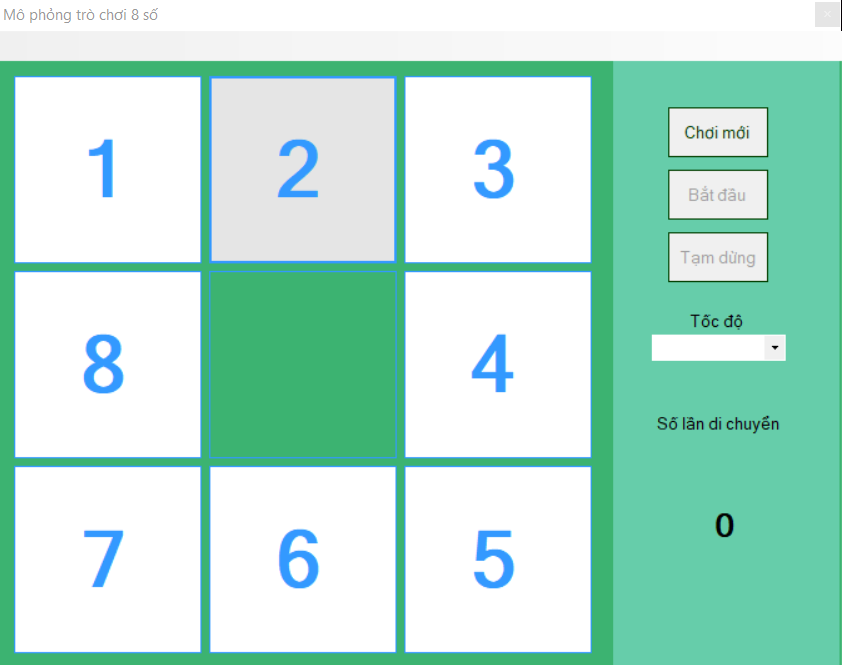 Mô phỏng trò chơi 8 số
1 2 3
8 4
7 6 5
Chơi mới
Bắt đầu
Tạm dừng
Tốc độ
Số lần di chuyển
0